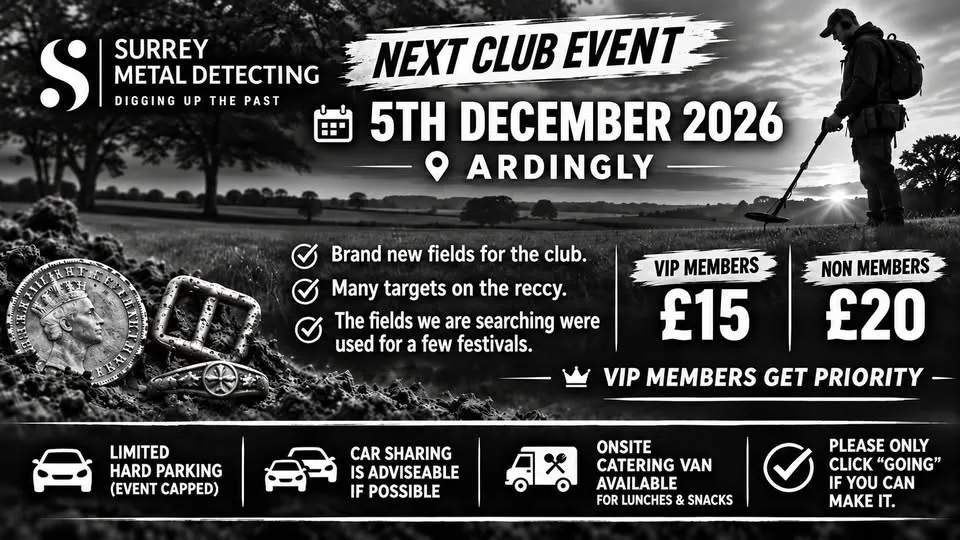 SURREY
METAL DETECTING
DIGGING UP THE PAST
NEXT CLUB EVENT
5TH DECEMBER 2026
ARDINGLY
Brand new fields for the club.
Many targets on the reccy.
The fields we are searching were
used for a few festivals.
VIP MEMBERS
£15
NON MEMBERS
£20
VIP MEMBERS GET PRIORITY
LIMITED
HARD PARKING
(EVENT CAPPED)
CAR SHARING
IS ADVISEABLE
IF POSSIBLE
ONSITE
CATERING VAN
AVAILABLE
FOR LUNCHES & SNACKS
PLEASE ONLY
CLICK “GOING”
IF YOU CAN
MAKE IT.